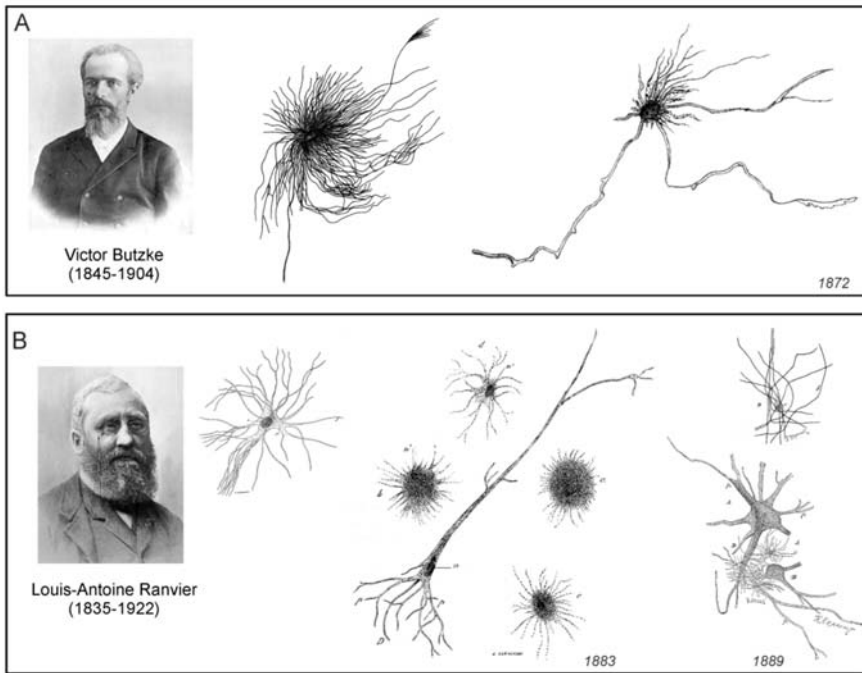 A
Victor Butzke
(1845-1904)
1872
B
Louis-Antoine Ranvier
(1835-1922)
1883
1889